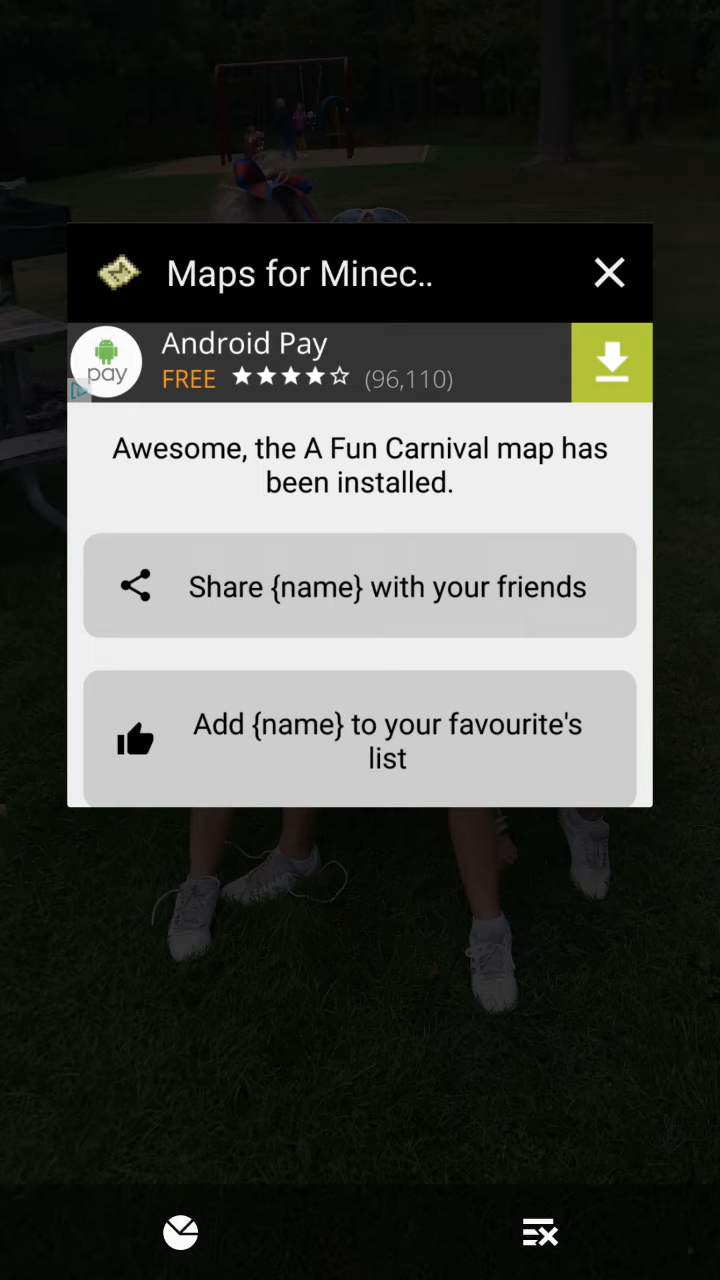 Maps for Minec..
Android Pay
pay
FREE (96,110)
Awesome, the A Fun Carnival map has
been installed.
Share {name} with your friends
Add {name} to your favourite's
list